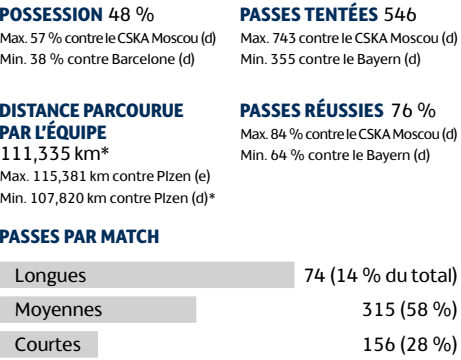 POSSESSION 48 %
Max. 57 % contre le CSKA Moscou (d)
Min. 38 % contre Barcelone (d)
PASSES TENTÉES 546
Max. 743 contre le CSKA Moscou (d)
Min. 355 contre le Bayern (d)
DISTANCE PARCOURUE
PAR L'ÉQUIPE
111,335 km*
Max. 115,381 km contre Plzen (e)
Min. 107,820 km contre Plzen (d)*
PASSES RÉUSSIES 76 %
Max. 84 % contre le CSKA Moscou (d)
Min. 64 % contre le Bayern (d)
PASSES PAR MATCH
Longues 74 (14 % du total)
Moyennes 315 (58 %)
Courtes 156 (28 %)